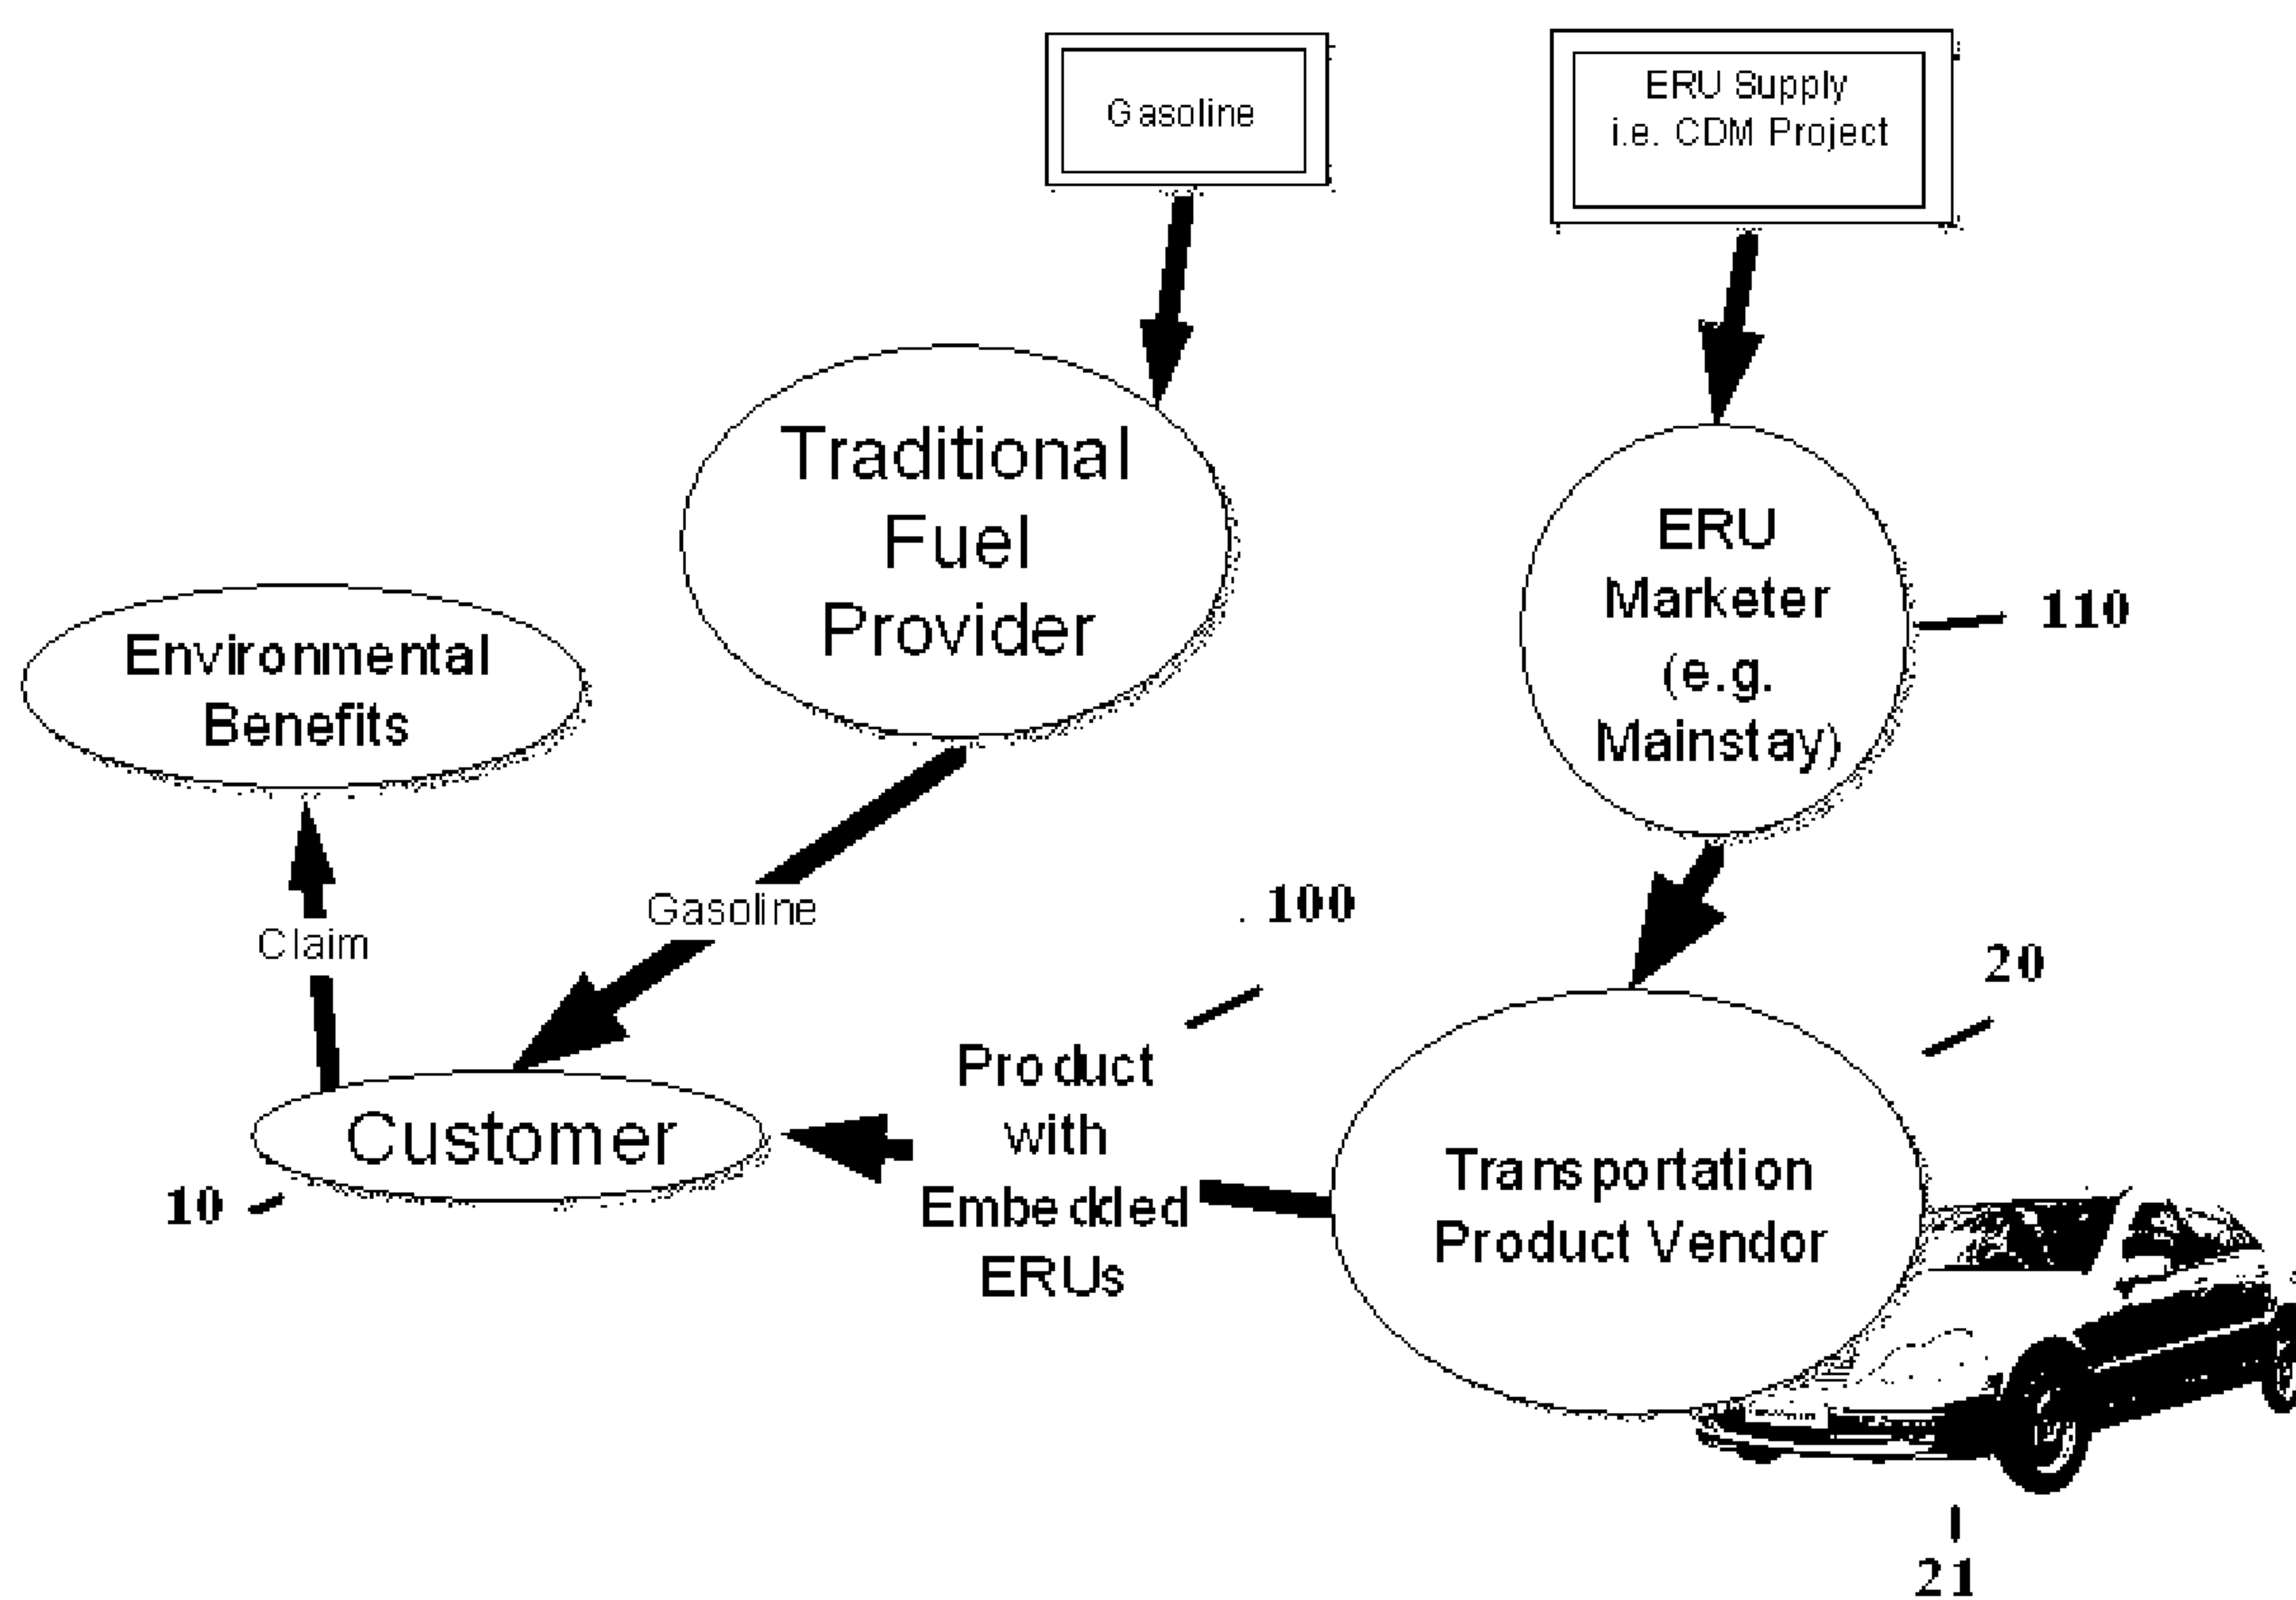 Gasoline
ERU Supply
i.e. CDM Project
Traditional
Fuel
Provider
ERU
Marketer
(e.g.
Mainstay)
110
Environmental
Benefits
Claim
Gasoline
100
20
Customer
10
Product
with
Embedded
ERUs
Transportation
Product Vendor
21